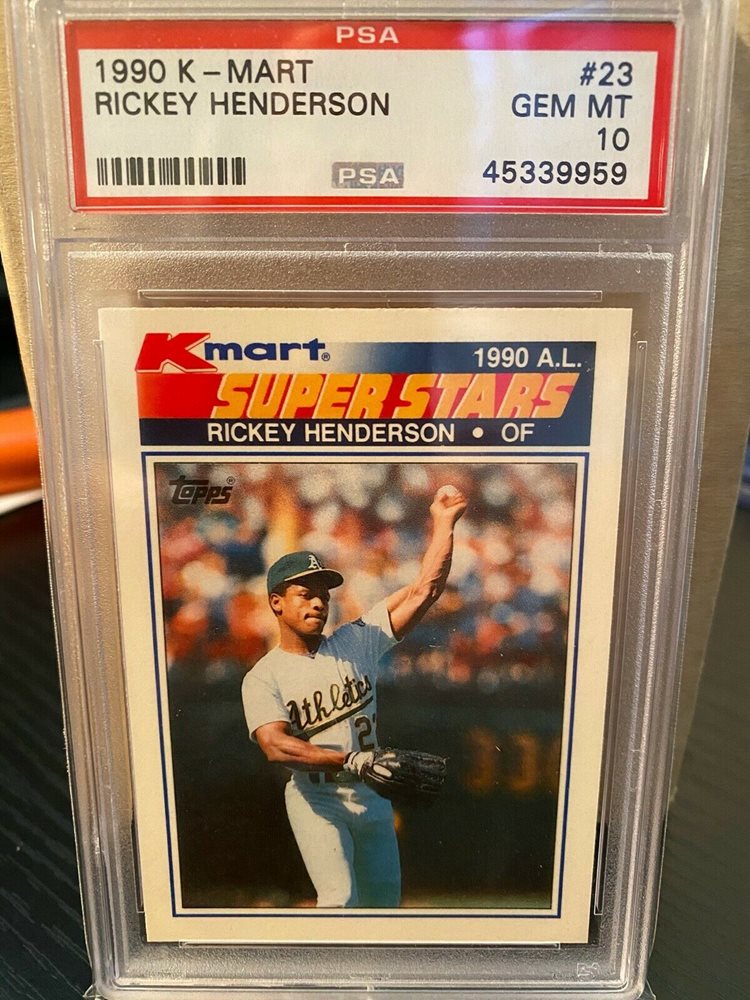 PSA
1990 K-MART #23
RICKEY HENDERSON GEM MT
10
PSA 45339959
Kmart® 1990 A.L.
SUPER STARS
RICKEY HENDERSON • OF
Topps®
A
Athletics
2